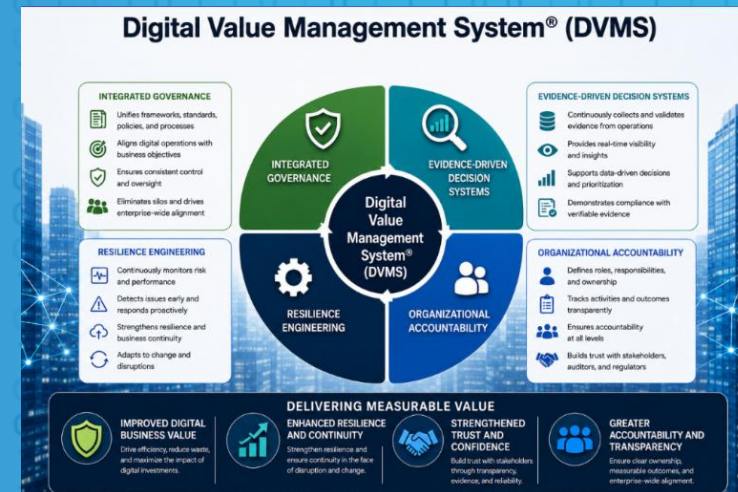 Digital Value Management System® (DVMS)
INTEGRATED GOVERNANCE
Unifies frameworks, standards,
policies, and processes
Aligns digital operations with
business objectives
Ensures consistent control
and oversight
Eliminates silos and drives
enterprise-wide alignment
RESILIENCE ENGINEERING
Continuously monitors risk
and performance
Detects issues early and
responds proactively
Strengthens resilience and
business continuity
Adapts to change and
disruptions
INTEGRATED
GOVERNANCE
EVIDENCE-DRIVEN
DECISION
SYSTEMS
Digital
Value
Management
System®
(DVMS)
RESILIENCE
ENGINEERING
ORGANIZATIONAL
ACCOUNTABILITY
EVIDENCE-DRIVEN DECISION SYSTEMS
Continuously collects and validates
evidence from operations
Provides real-time visibility
and insights
Supports data-driven decisions
and prioritization
Demonstrates compliance with
verifiable evidence
ORGANIZATIONAL ACCOUNTABILITY
Defines roles, responsibilities,
and ownership
Tracks activities and outcomes
transparently
Ensures accountability
at all levels
Builds trust with stakeholders,
auditors, and regulators
DELIVERING MEASURABLE VALUE
IMPROVED DIGITAL
BUSINESS VALUE
Drive efficiency, reduce waste,
and maximize the impact of
digital investments.
ENHANCED RESILIENCE
AND CONTINUITY
Strengthen resilience and
ensure continuity in the face
of disruption and change.
STRENGTHENED
TRUST AND
CONFIDENCE
Build trust with stakeholders
through transparency,
evidence, and reliability.
GREATER
ACCOUNTABILITY AND
TRANSPARENCY
Ensure clear ownership,
measurable outcomes, and
enterprise-wide alignment.